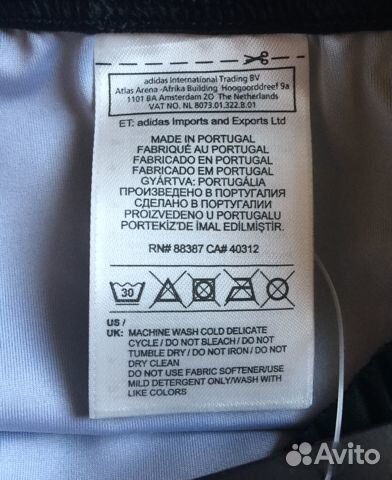 adidas International Trading BV
Atlas Arena -Afrika Building Hoogoorddreef 9a
1101 BA Amsterdam ZO The Netherlands
VAT NO. NL 8073.01.322.B.01
ET: adidas Imports and Exports Ltd
MADE IN PORTUGAL
FABRIQUÉ AU PORTUGAL
FABRICADO EN PORTUGAL
FABRICADO EM PORTUGAL
GYÁRTVA: PORTUGÁLIA
ПРОИЗВЕДЕНО В ПОРТУГАЛИЯ
СДЕЛАНО В ПОРТУГАЛИИ
PROIZVEDENO U PORTUGALU
PORTEKİZ'DE IMAL EDİLMİŞTİR.
RN# 88387 CA# 40312
30
US /
UK: MACHINE WASH COLD DELICATE
CYCLE / DO NOT BLEACH / DO NOT
TUMBLE DRY / DO NOT IRON / DO NOT
DRY CLEAN
DO NOT USE FABRIC SOFTENER/USE
MILD DETERGENT ONLY/WASH WITH
LIKE COLORS
Avito